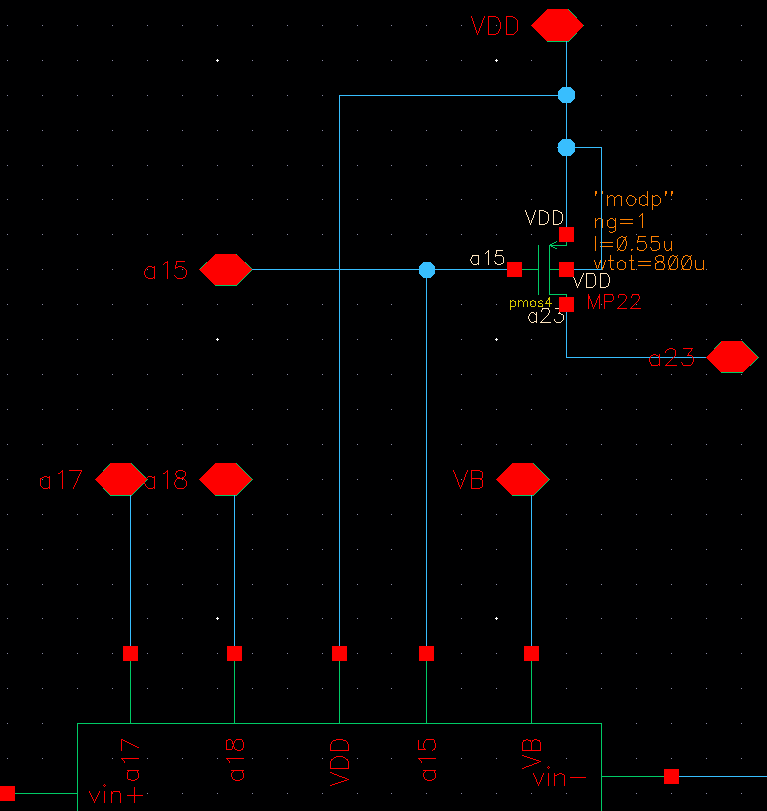 VDD
"modp"
ng=1
VDD
l=0.55u
a15
a15
wtot=800u
VDD
pmos4
MP22
a23
a23
a17
a18
VB
a17
a18
VDD
a15
VB
vin-
vin+